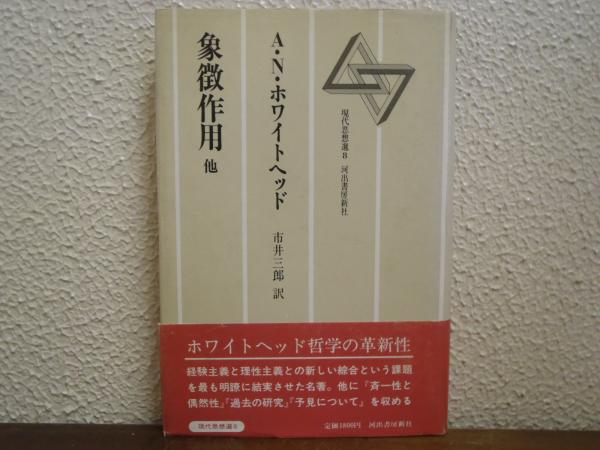 現代思想選8 河出書房新社
A・N・ホワイトヘッド
市井三郎 訳
象徴作用 他
ホワイトヘッド哲学の革新性
経験主義と理性主義との新しい綜合という課題
を最も明瞭に結実させた名著。他に『斉一性と
偶然性』『過去の研究』『予見について』を収める
現代思想選8
定価1800円 河出書房新社